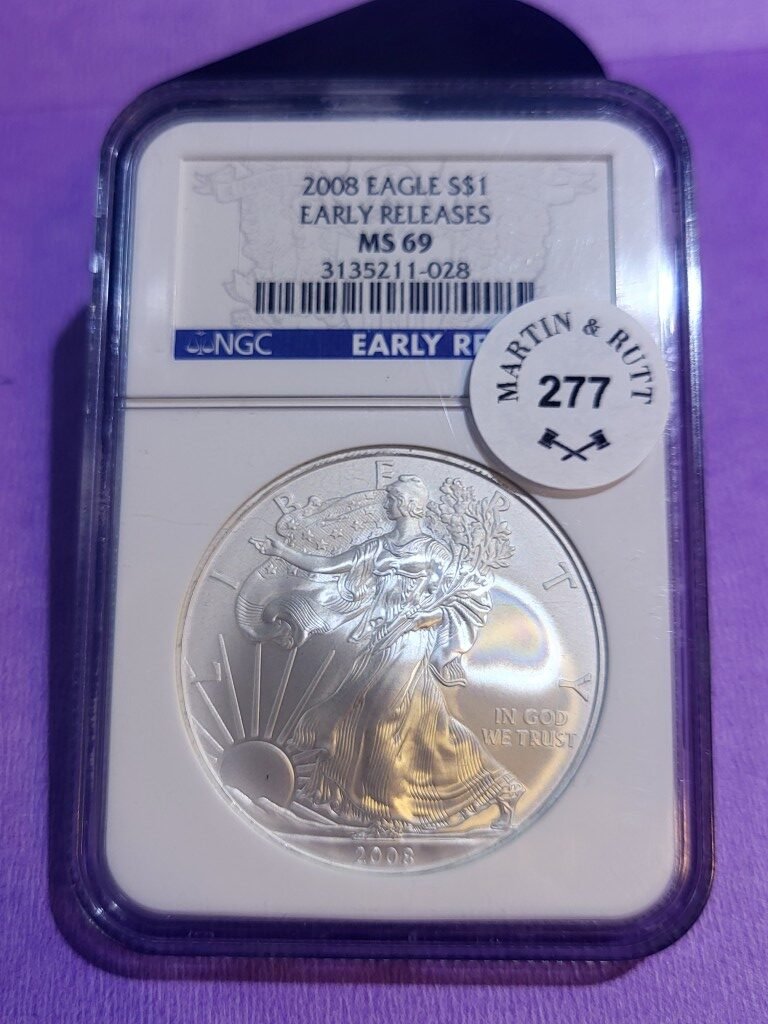 2008 EAGLE S$1
EARLY RELEASES
MS 69
3135211-028
NGC EARLY RE
MARTIN & RUTT
277
LIBERTY
IN GOD
WE TRUST
2008